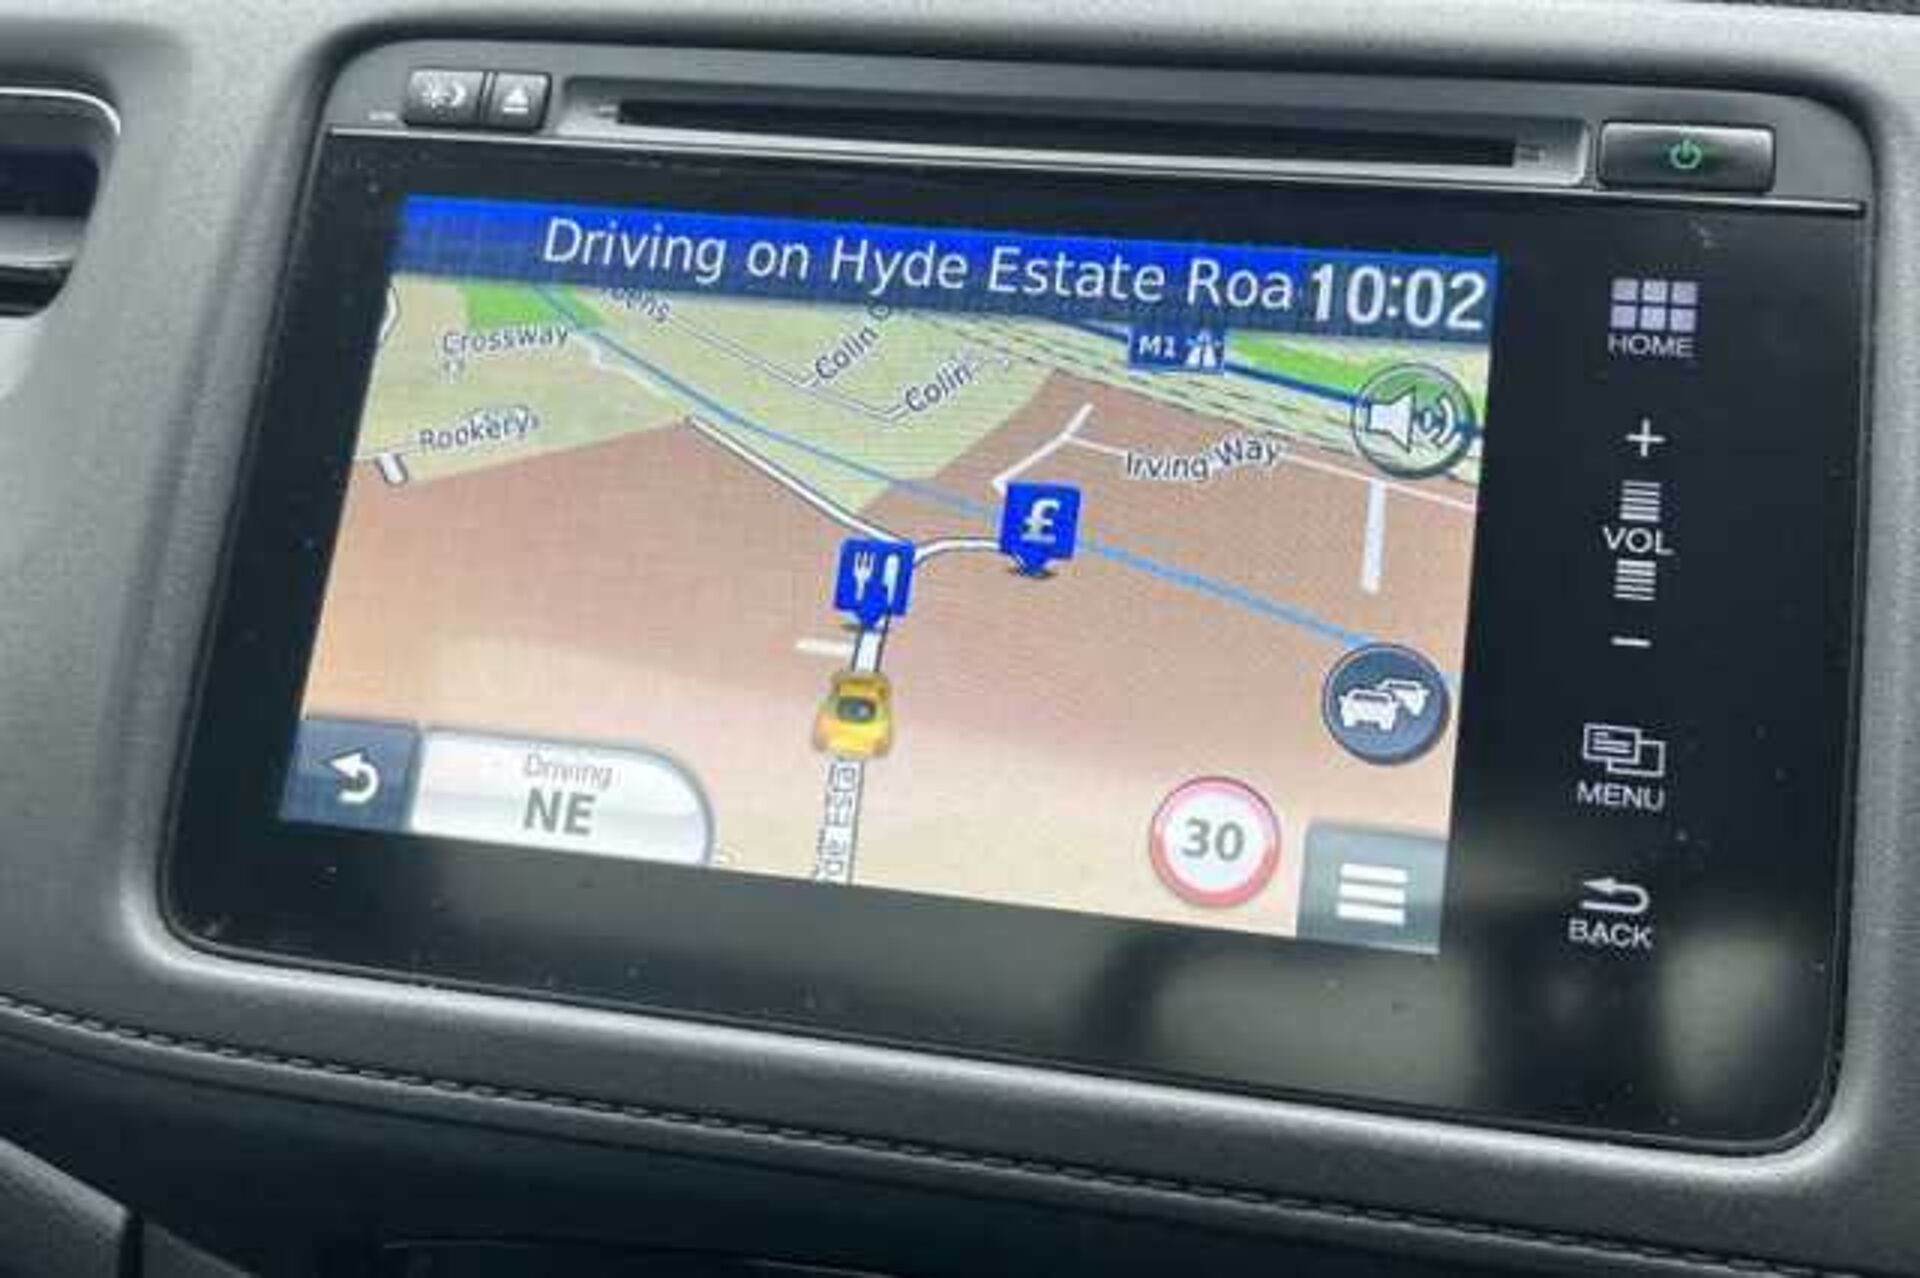 Driving on Hyde Estate Roa 10:02
Crossway
Colin
M1
HOME
Colin
Rookery
Irving Way
£
+
VOL
-
Driving
NE
30
MENU
BACK